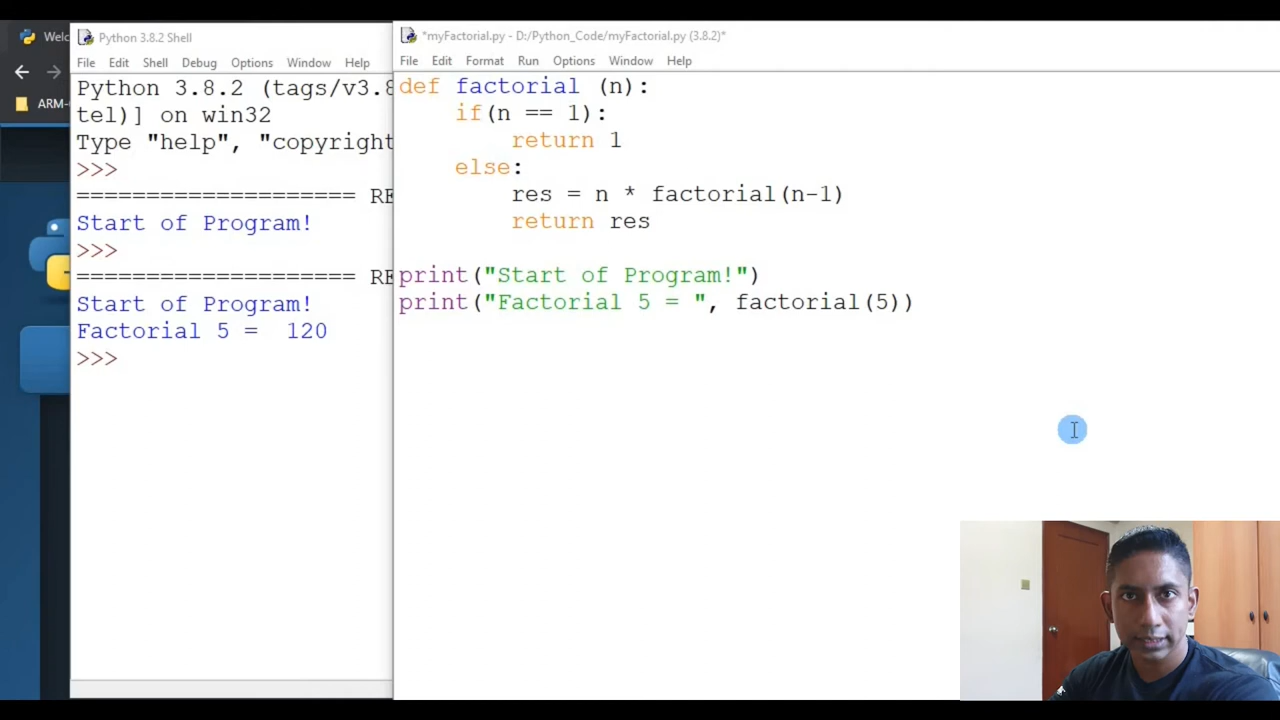 Welc
ARM-
Python 3.8.2 Shell
File Edit Shell Debug Options Window Help
Python 3.8.2 (tags/v3.8
tel)] on win32
Type "help", "copyright
>>>
==================== RE
Start of Program!
>>>
==================== RE
Start of Program!
Factorial 5 =  120
>>>
*myFactorial.py - D:/Python_Code/myFactorial.py (3.8.2)*
File Edit Format Run Options Window Help
def factorial (n):
    if(n == 1):
        return 1
    else:
        res = n * factorial(n-1)
        return res
print("Start of Program!")
print("Factorial 5 = ", factorial(5))